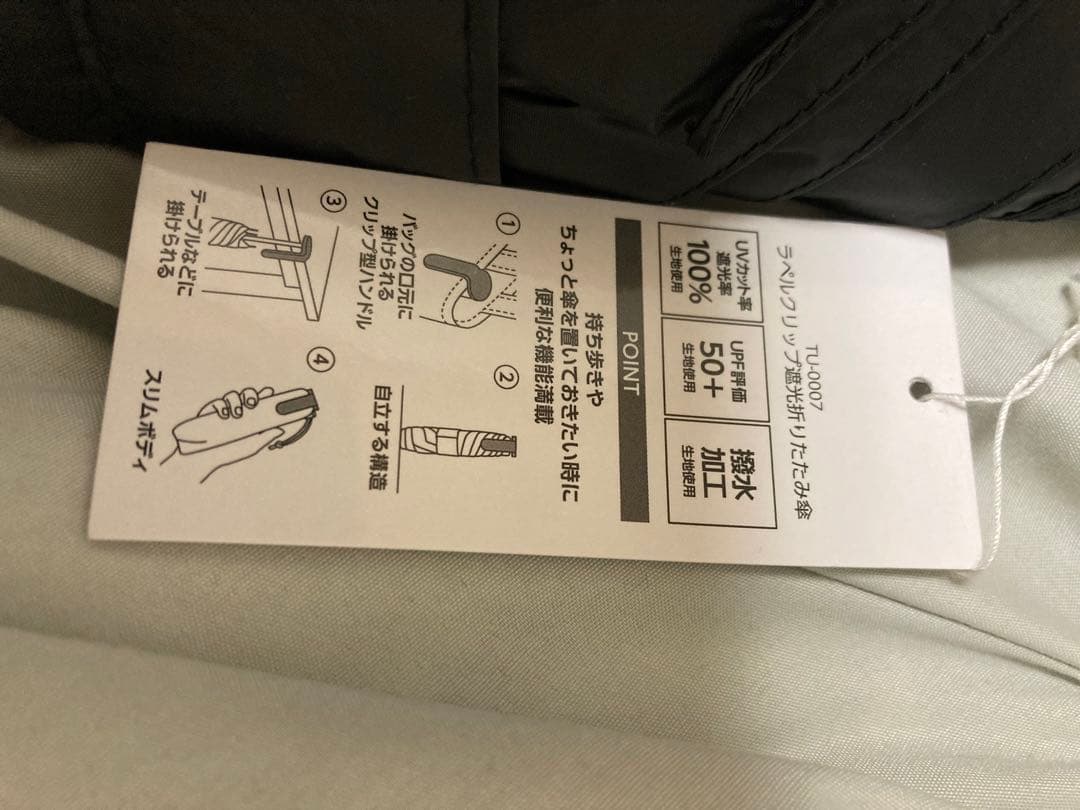 TU-0007
ラペルクリップ遮光折りたたみ傘
UVカット率
遮光率
100%
生地使用
UPF評価
50+
生地使用
撥水
加工
生地使用
POINT
持ち歩きや
ちょっと傘を置いておきたい時に
便利な機能満載
①
バッグの口元に
掛けられる
クリップ型ハンドル
②
自立する構造
③
テーブルなどに
掛けられる
④
スリムボディ